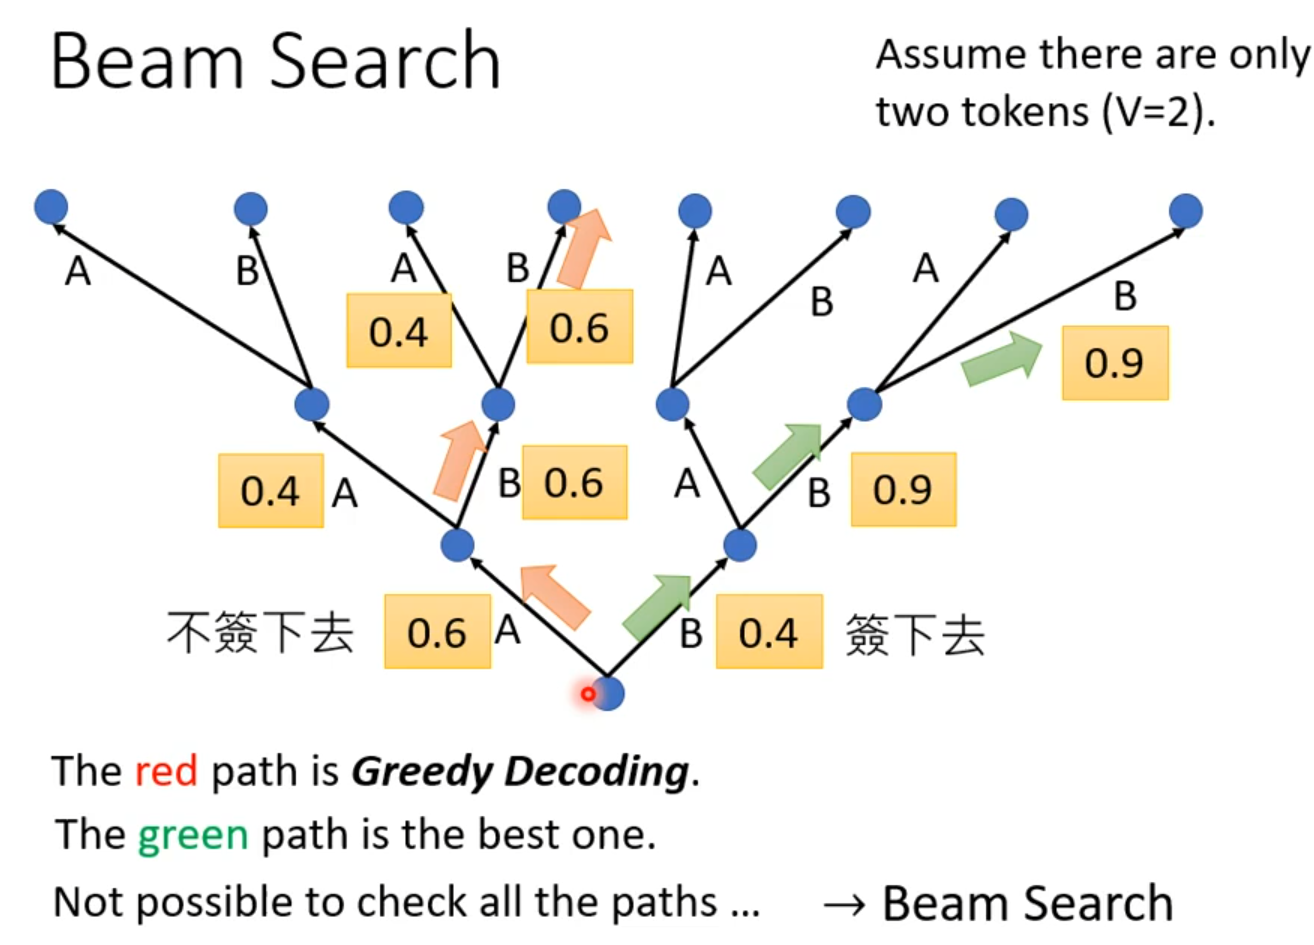 Beam Search
Assume there are only
two tokens (V=2).
A
B
A
B
A
B
A
B
0.4
0.6
0.9
0.4
A
B
0.6
A
B
0.9
不簽下去
0.6
A
B
0.4
簽下去
The red path is Greedy Decoding.
The green path is the best one.
Not possible to check all the paths ...
→ Beam Search